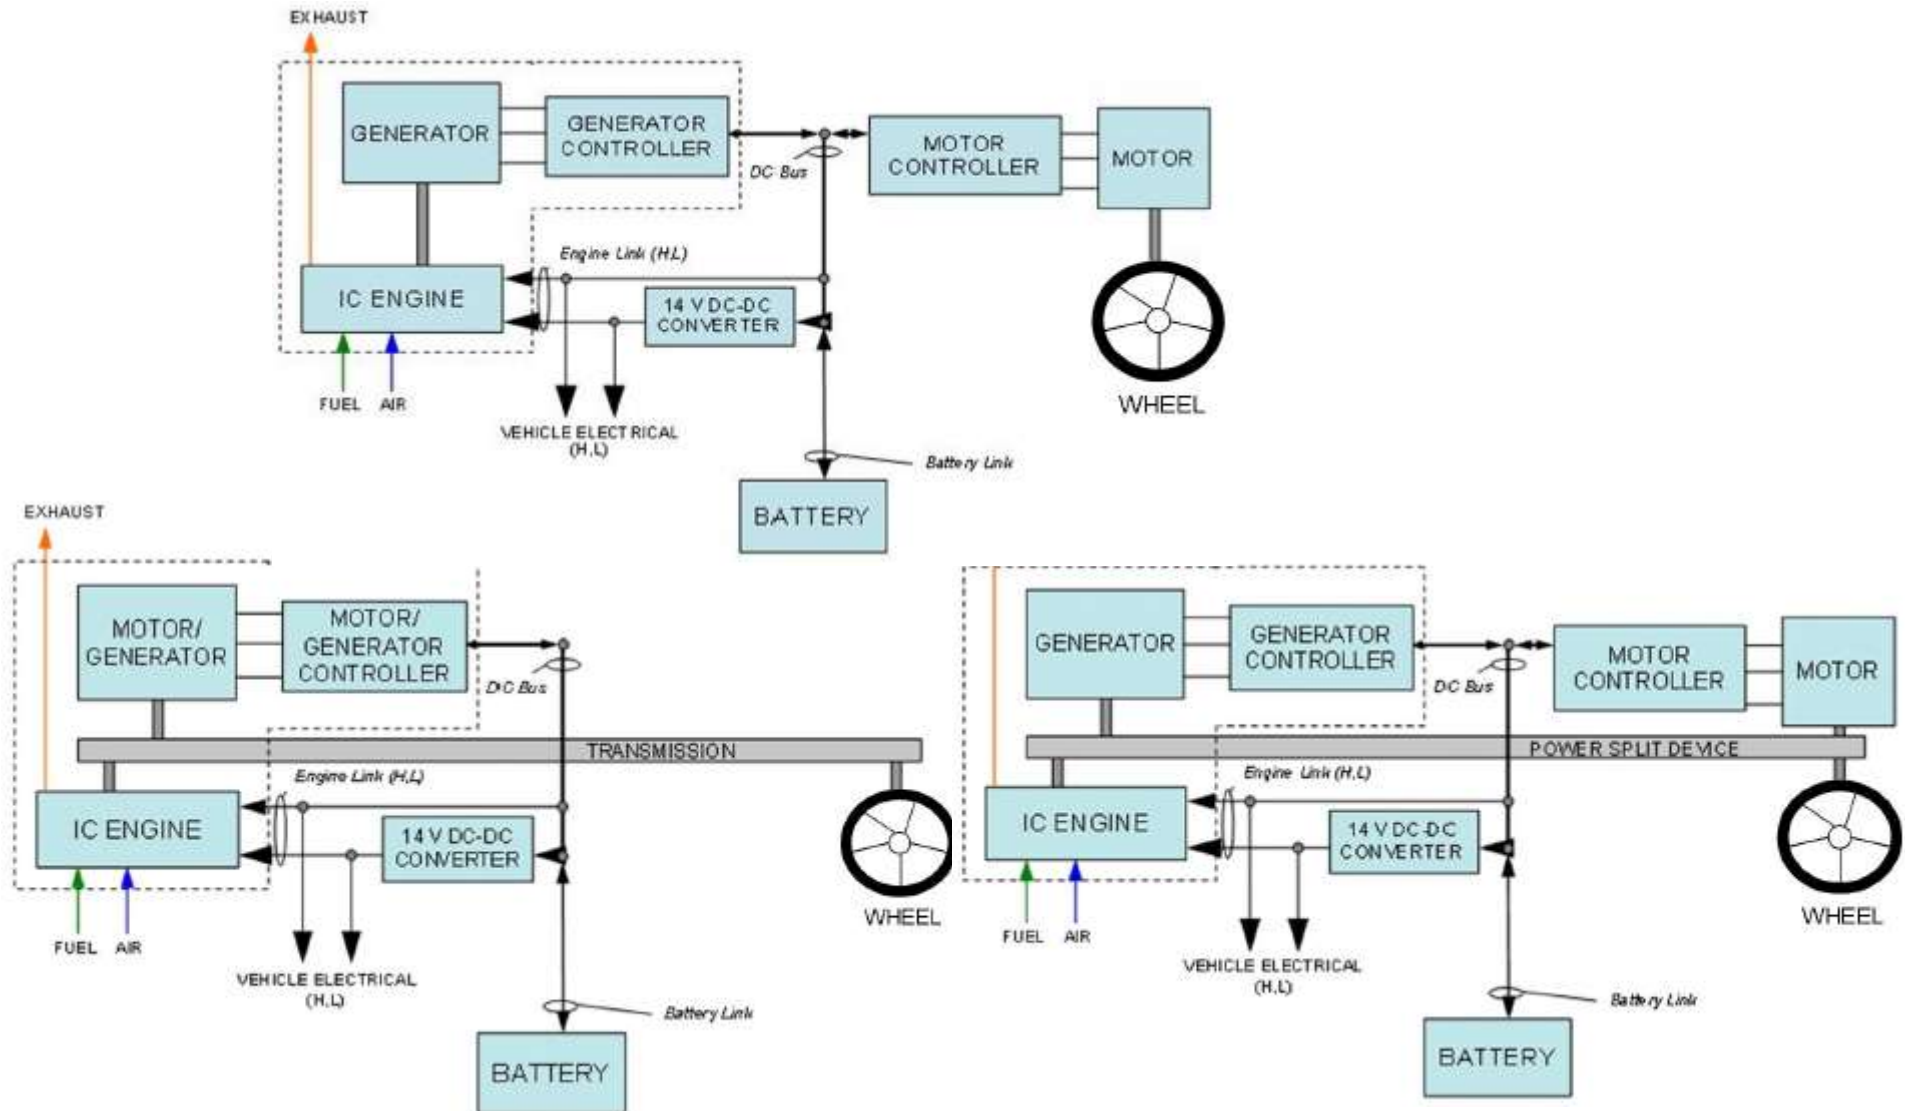 EXHAUST
GENERATOR
GENERATOR
CONTROLLER
DC Bus
MOTOR
CONTROLLER
MOTOR
Engine Link (H,L)
IC ENGINE
14 V DC-DC
CONVERTER
FUEL
AIR
VEHICLE ELECTRICAL
(H,L)
WHEEL
Battery Link
BATTERY
EXHAUST
MOTOR/
GENERATOR
MOTOR/
GENERATOR
CONTROLLER
DC Bus
TRANSMISSION
Engine Link (H,L)
IC ENGINE
14 V DC-DC
CONVERTER
WHEEL
FUEL
AIR
VEHICLE ELECTRICAL
(H,L)
Battery Link
BATTERY
GENERATOR
GENERATOR
CONTROLLER
DC Bus
MOTOR
CONTROLLER
MOTOR
POWER SPLIT DEVICE
Engine Link (H,L)
IC ENGINE
14 V DC-DC
CONVERTER
WHEEL
FUEL
AIR
VEHICLE ELECTRICAL
(H,L)
Battery Link
BATTERY